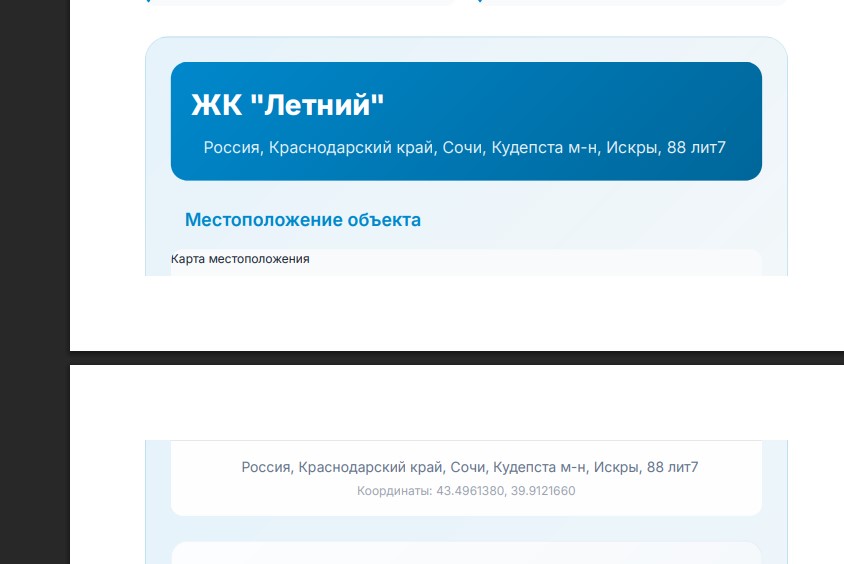 ЖК "Летний"
Россия, Краснодарский край, Сочи, Кудепста м-н, Искры, 88 лит7
Местоположение объекта
Карта местоположения
Россия, Краснодарский край, Сочи, Кудепста м-н, Искры, 88 лит7
Координаты: 43.4961380, 39.9121660